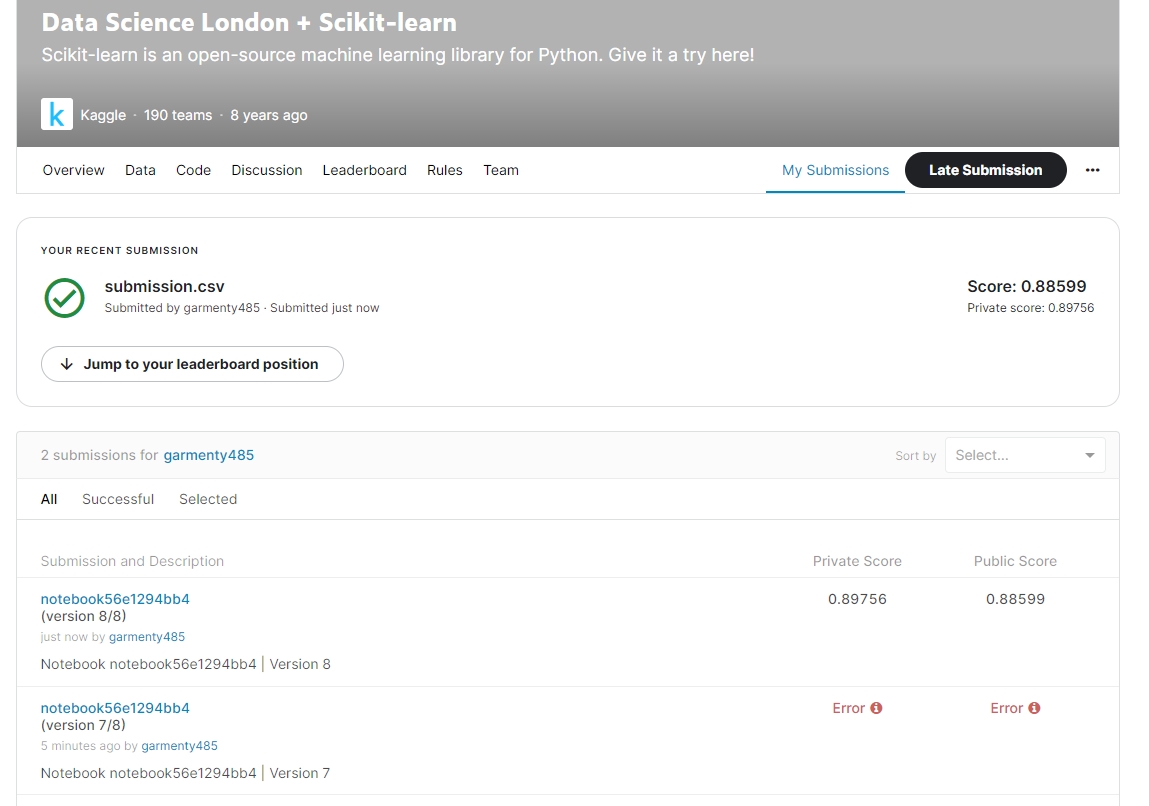 Data Science London + Scikit-learn
Scikit-learn is an open-source machine learning library for Python. Give it a try here!
k Kaggle · 190 teams · 8 years ago
Overview Data Code Discussion Leaderboard Rules Team My Submissions Late Submission ···
YOUR RECENT SUBMISSION
submission.csv Score: 0.88599
Submitted by garmenty485 · Submitted just now Private score: 0.89756
Jump to your leaderboard position
2 submissions for garmenty485 Sort by Select...
All Successful Selected
Submission and Description Private Score Public Score
notebook56e1294bb4 0.89756 0.88599
(version 8/8)
just now by garmenty485
Notebook notebook56e1294bb4 | Version 8
notebook56e1294bb4 Error Error
(version 7/8)
5 minutes ago by garmenty485
Notebook notebook56e1294bb4 | Version 7